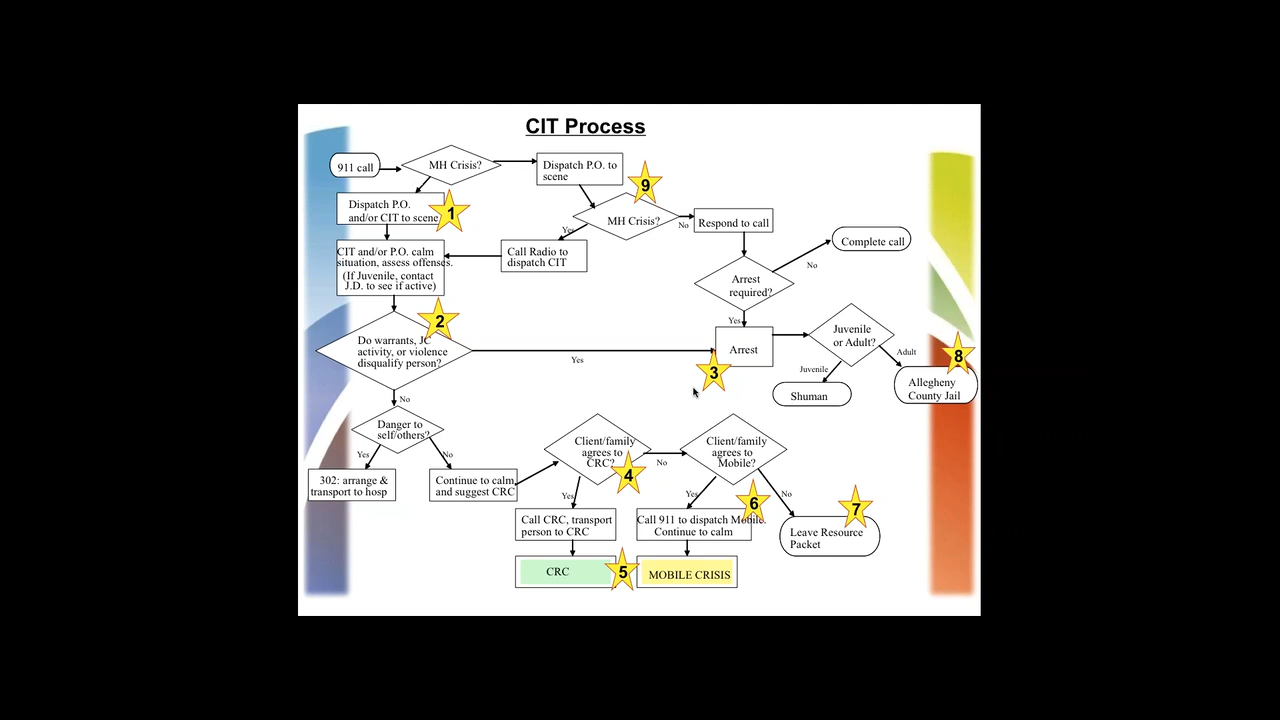 CIT Process
911 call
MH Crisis?
Dispatch P.O. to
scene
9
Dispatch P.O.
and/or CIT to scene
1
MH Crisis?
Yes
No
Respond to call
Call Radio to
dispatch CIT
Complete call
CIT and/or P.O. calm
situation, assess offenses.
(If Juvenile, contact
J.D. to see if active)
Arrest
required?
No
Yes
2
Do warrants, JC
activity, or violence
disqualify person?
Yes
Arrest
3
Juvenile
or Adult?
Adult
Juvenile
8
Allegheny
County Jail
Shuman
No
Danger to
self/others?
Yes
No
302: arrange &
transport to hosp
Continue to calm
and suggest CRC
Client/family
agrees to
CRC?
4
No
Client/family
agrees to
Mobile?
Yes
Yes
No
6
7
Call CRC, transport
person to CRC
Call 911 to dispatch Mobile.
Continue to calm
Leave Resource
Packet
CRC
5
MOBILE CRISIS